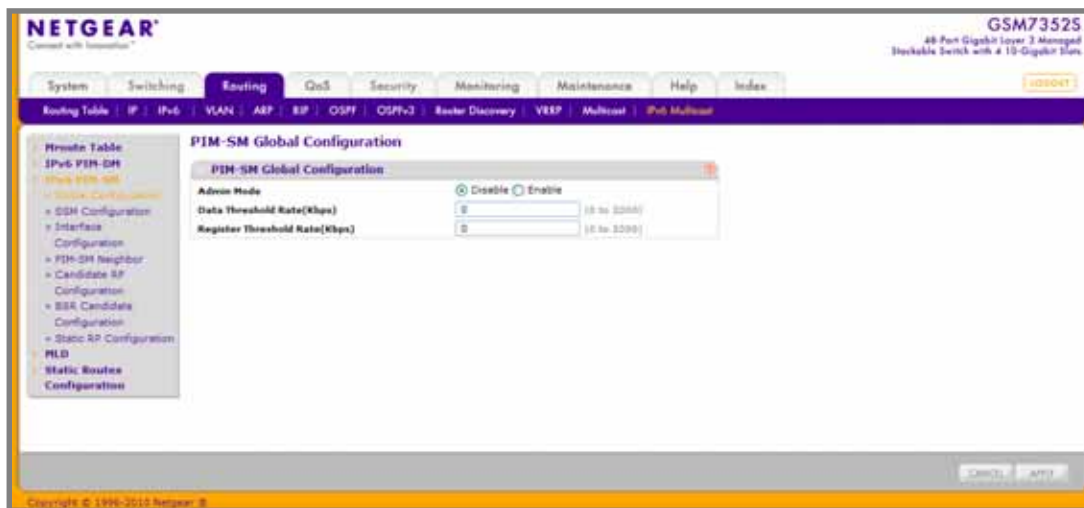 NETGEAR
Connect with Innovation
GSM7352S
48-Port Gigabit Layer 3 Managed
Stackable Switch with 4 10-Gigabit Slots
System Switching Routing QoS Security Monitoring Maintenance Help Index
LOGOUT
Routing Table | IP | IPv6 | VLAN | ARP | RIP | OSPF | OSPFv3 | Router Discovery | VRRP | Multicast | IPv6 Multicast
Mroute Table
IPv6 PIM-DM
IPv6 PIM-SM
» Global Configuration
» SSM Configuration
» Interface
Configuration
» PIM-SM Neighbor
» Candidate RP
Configuration
» BSR Candidate
Configuration
» Static RP Configuration
MLD
Static Routes
Configuration
PIM-SM Global Configuration
PIM-SM Global Configuration
Admin Mode Disable Enable
Data Threshold Rate(Kbps) 0 (0 to 2000)
Register Threshold Rate(Kbps) 0 (0 to 2000)
CANCEL APPLY
Copyright © 1996-2010 Netgear ®